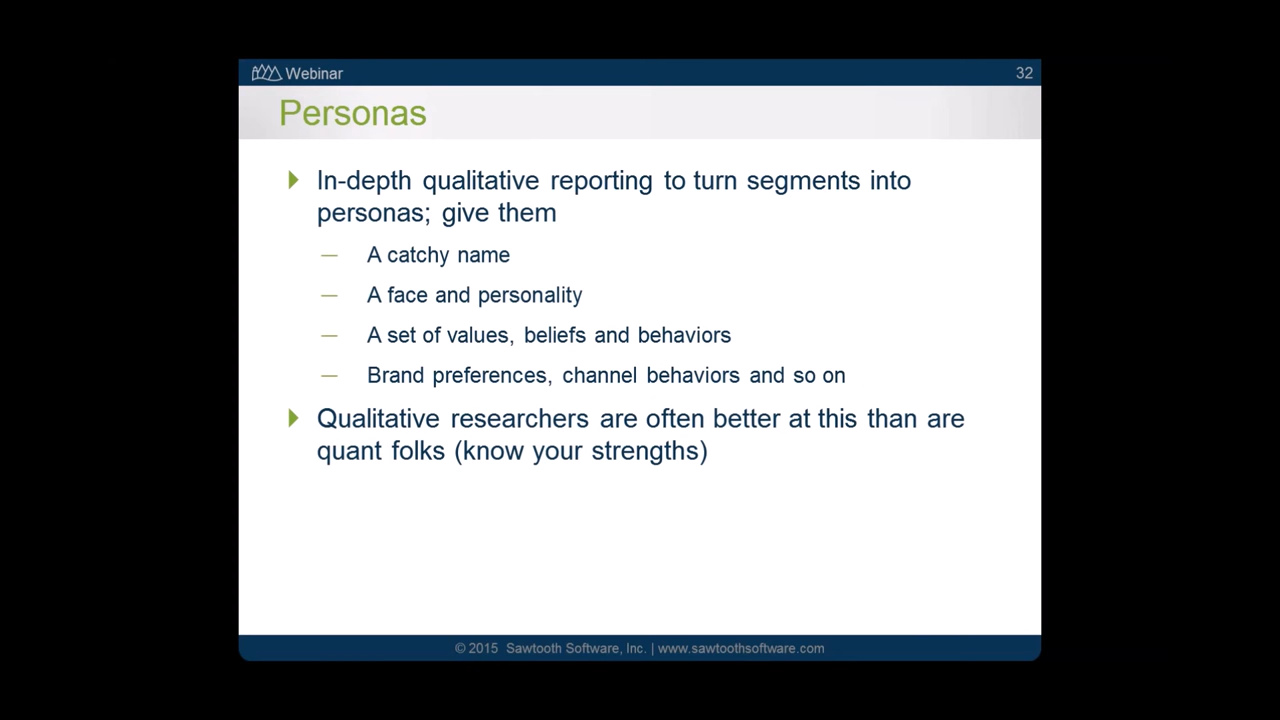 Webinar
32
Personas
In-depth qualitative reporting to turn segments into
personas; give them
— A catchy name
— A face and personality
— A set of values, beliefs and behaviors
— Brand preferences, channel behaviors and so on
Qualitative researchers are often better at this than are
quant folks (know your strengths)
© 2015 Sawtooth Software, Inc. | www.sawtoothsoftware.com